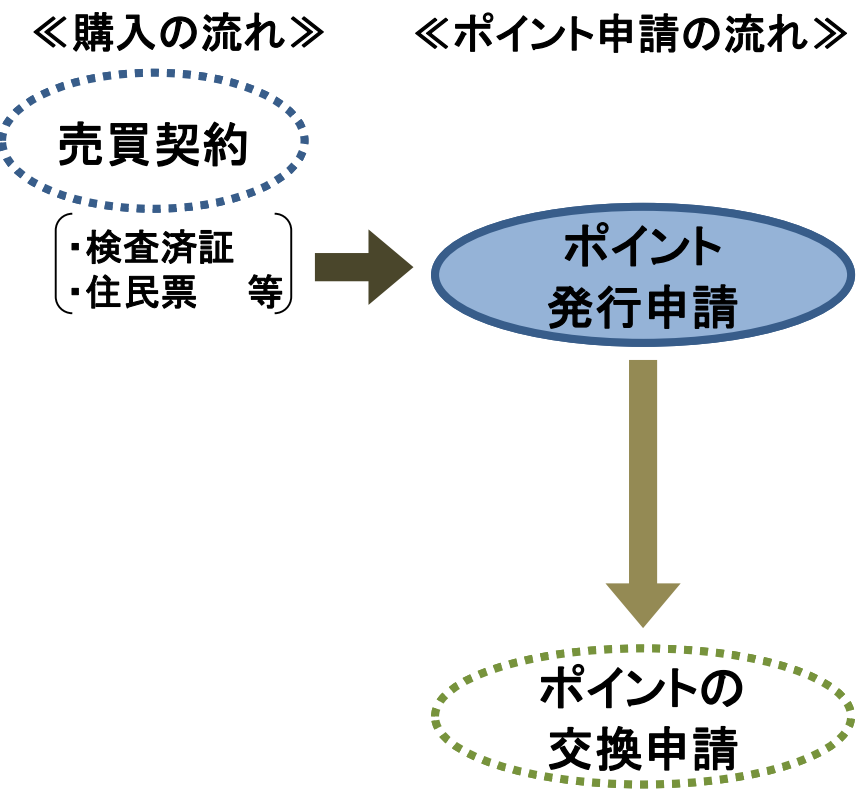 ≪購入の流れ≫
≪ポイント申請の流れ≫
売買契約
・検査済証
・住民票　等
ポイント
発行申請
ポイントの
交換申請